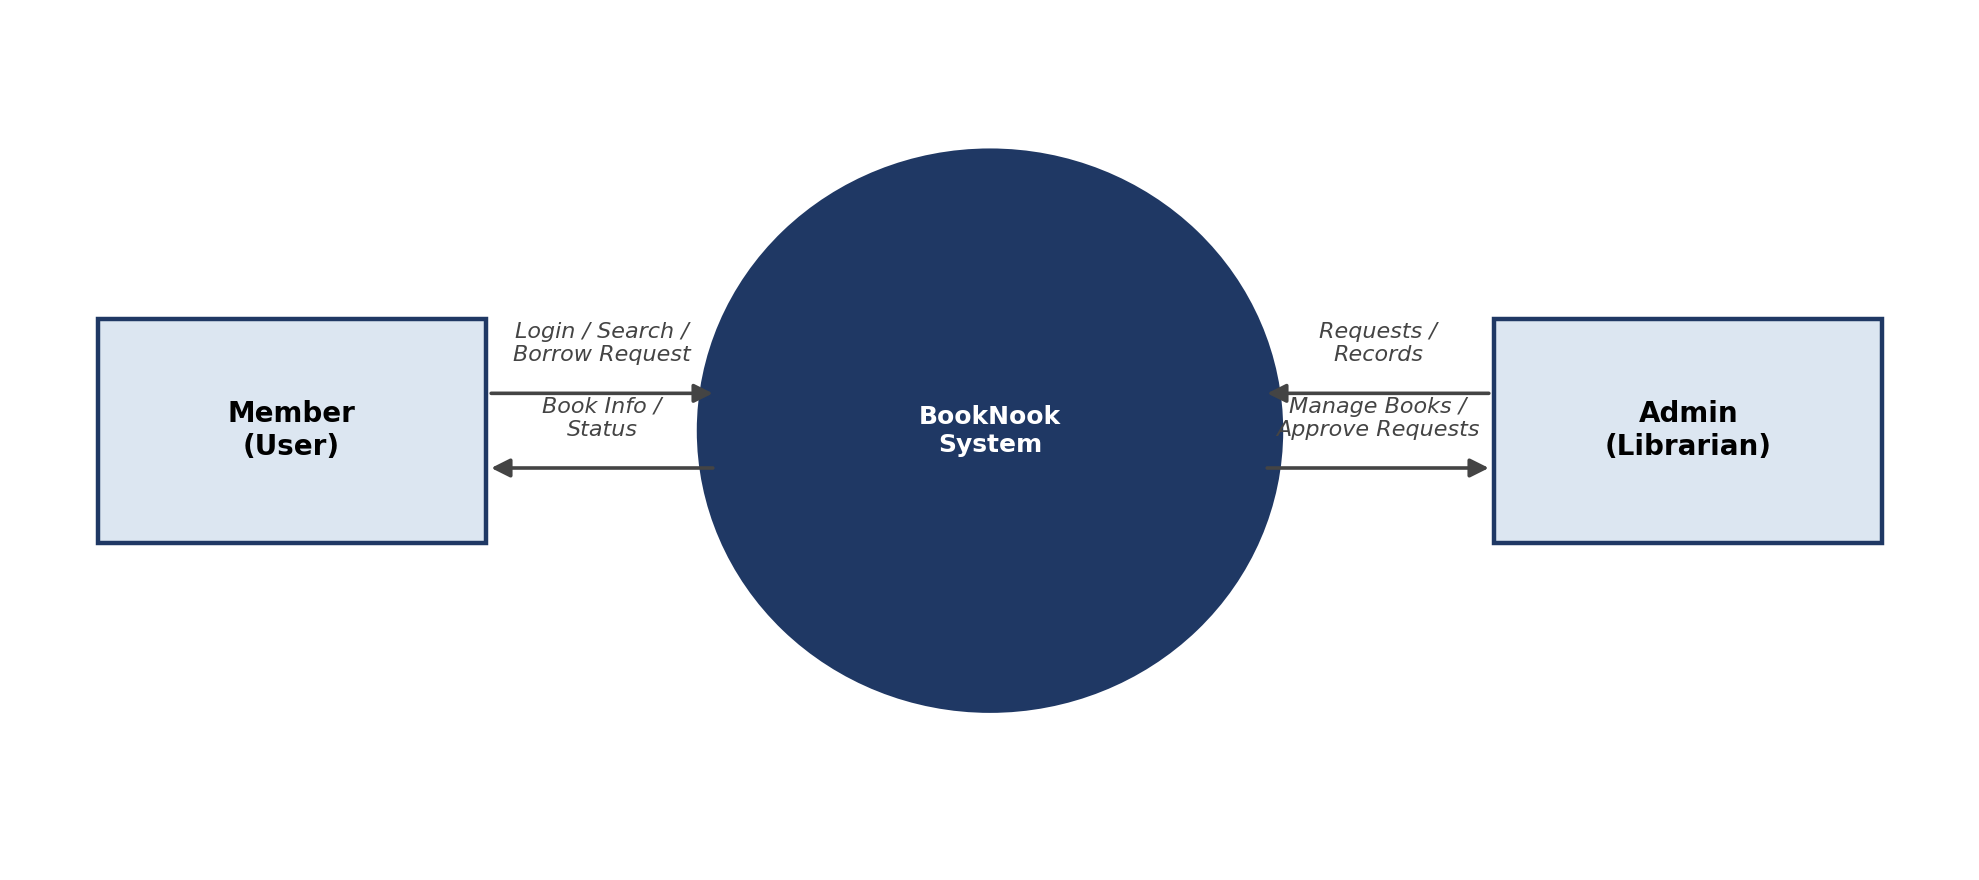 Login / Search /
Borrow Request
Book Info /
Status
Member
(User)
BookNook
System
Requests /
Records
Manage Books /
Approve Requests
Admin
(Librarian)